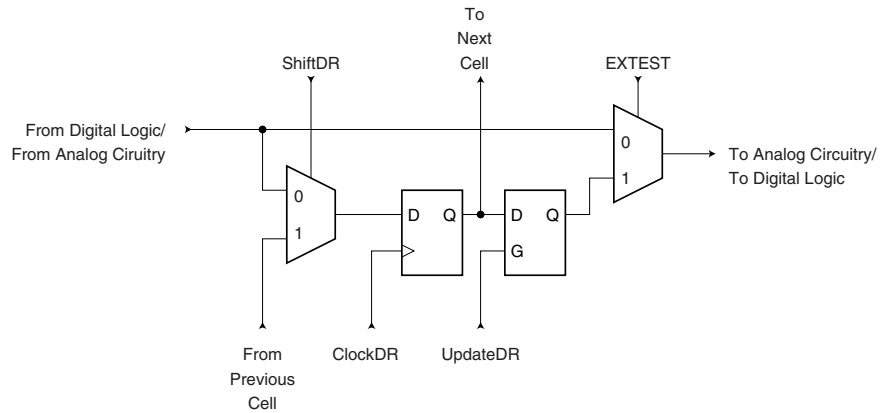 To
Next
Cell
ShiftDR
EXTEST
From Digital Logic/
From Analog Ciruitry
0
1
To Analog Circuitry/
To Digital Logic
0
1
D Q
D Q
G
From
Previous
Cell
ClockDR
UpdateDR